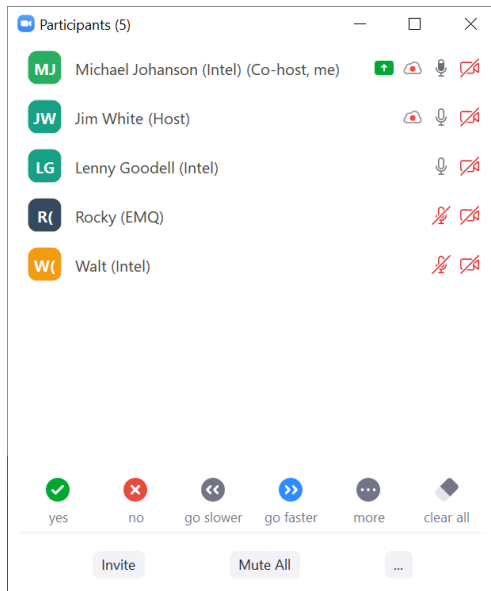 Participants (5)
MJ Michael Johanson (Intel) (Co-host, me)
JW Jim White (Host)
LG Lenny Goodell (Intel)
R( Rocky (EMQ)
W( Walt (Intel)
yes no go slower go faster more clear all
Invite Mute All ...